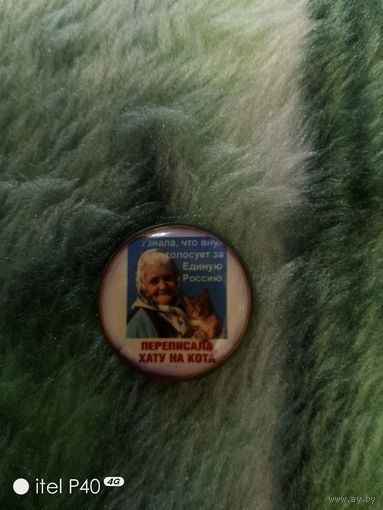 Узнала, что внук
голосует за
Единую
Россию
ПЕРЕПИСАЛА
ХАТУ НА КОТА
itel P40 4G
www.ay.by